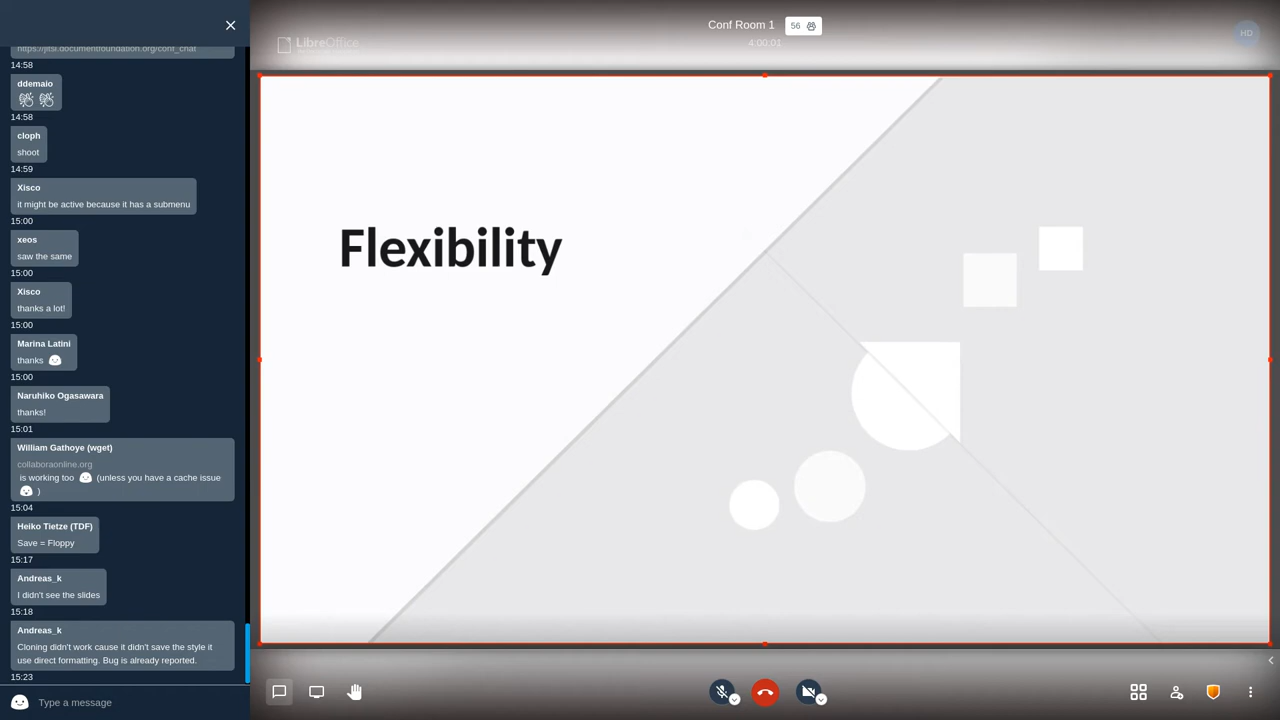 https://jitsi.documentfoundation.org/conf_chat
14:58
ddemaio
14:58
cloph
shoot
14:59
Xisco
it might be active because it has a submenu
15:00
xeos
saw the same
15:00
Xisco
thanks a lot!
15:00
Marina Latini
thanks
15:00
Naruhiko Ogasawara
thanks!
15:01
William Gathoye (wget)
collaboraonline.org
is working too (unless you have a cache issue
)
15:04
Heiko Tietze (TDF)
Save = Floppy
15:17
Andreas_k
I didn't see the slides
15:18
Andreas_k
Cloning didn't work cause it didn't save the style it
use direct formatting. Bug is already reported.
15:23
Type a message
LibreOffice
Conf Room 1
56
4:00:01
HD
Flexibility